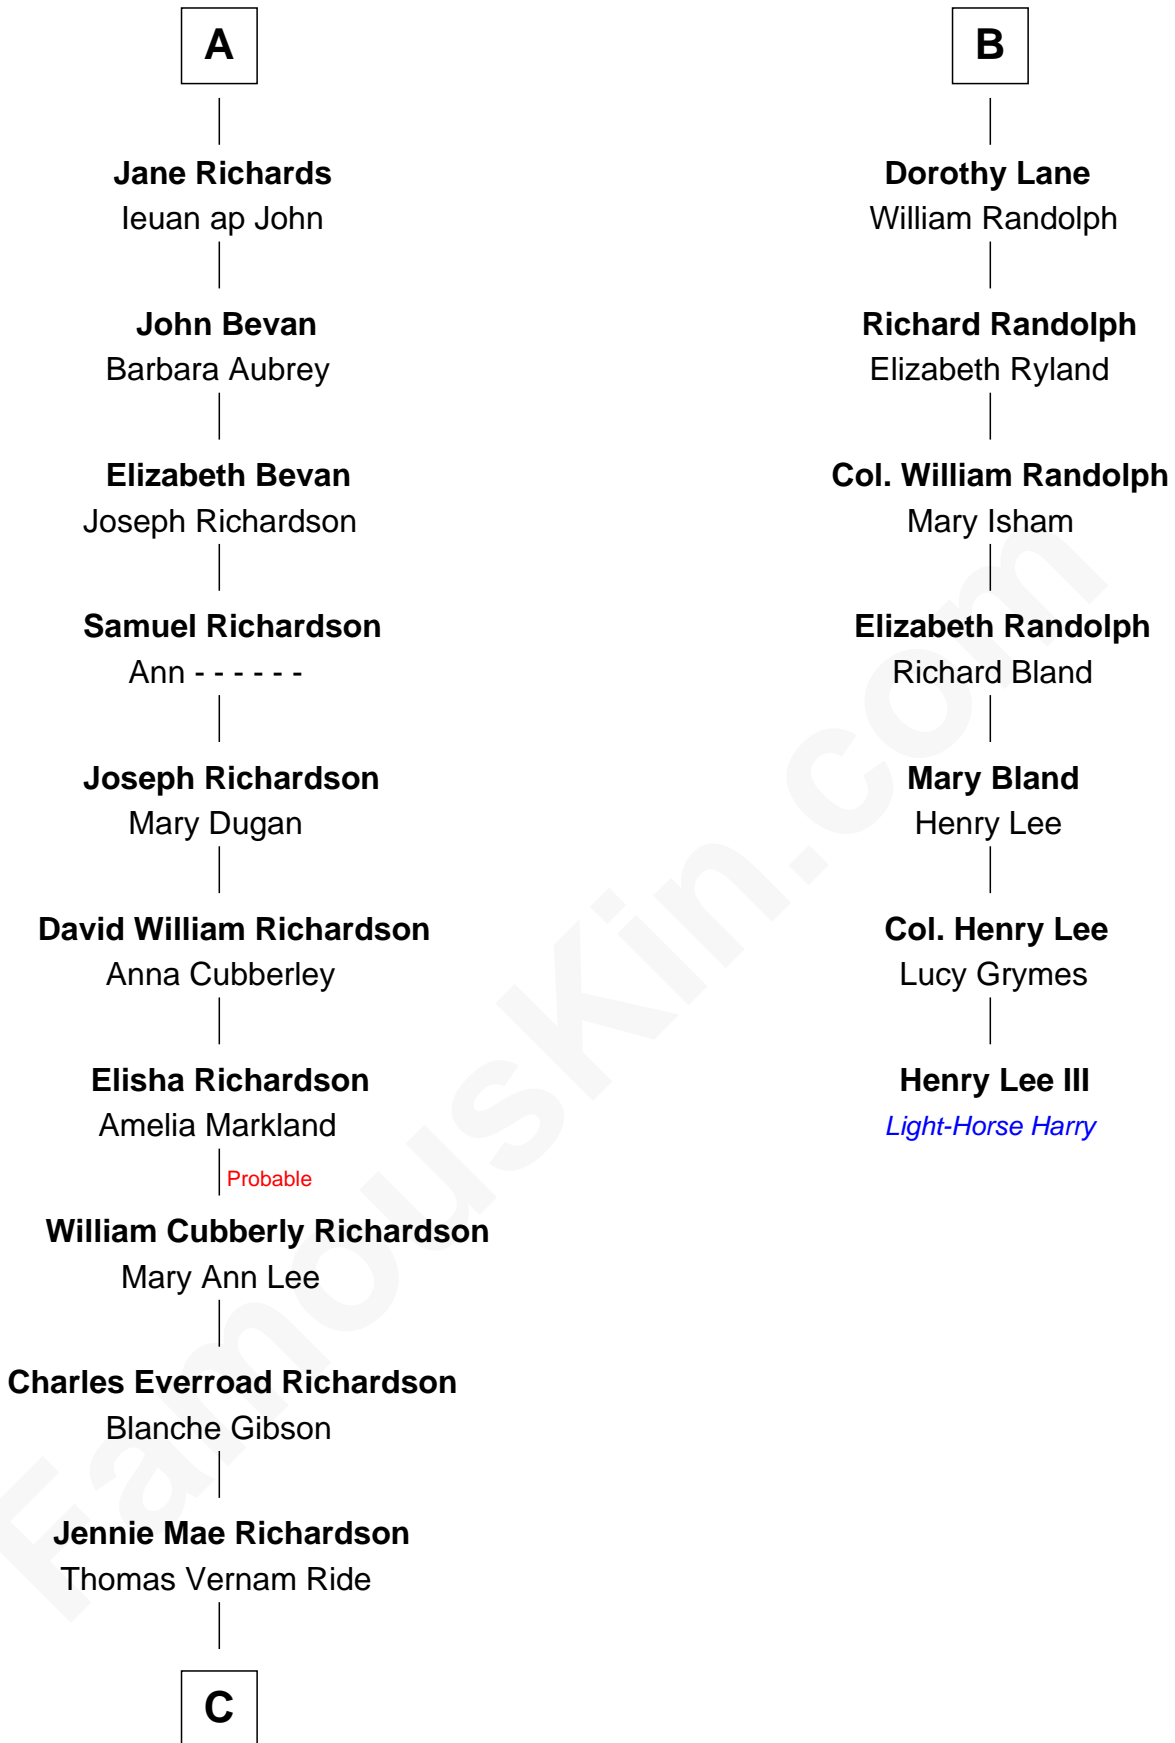 A
Jane Richards
Ieuan ap John
John Bevan
Barbara Aubrey
Elizabeth Bevan
Joseph Richardson
Samuel Richardson
Ann - - - - - -
Joseph Richardson
Mary Dugan
David William Richardson
Anna Cubberley
Elisha Richardson
Amelia Markland
Probable
William Cubberly Richardson
Mary Ann Lee
Charles Everroad Richardson
Blanche Gibson
Jennie Mae Richardson
Thomas Vernam Ride
C
B
Dorothy Lane
William Randolph
Richard Randolph
Elizabeth Ryland
Col. William Randolph
Mary Isham
Elizabeth Randolph
Richard Bland
Mary Bland
Henry Lee
Col. Henry Lee
Lucy Grymes
Henry Lee III
Light-Horse Harry
FamousKin.com